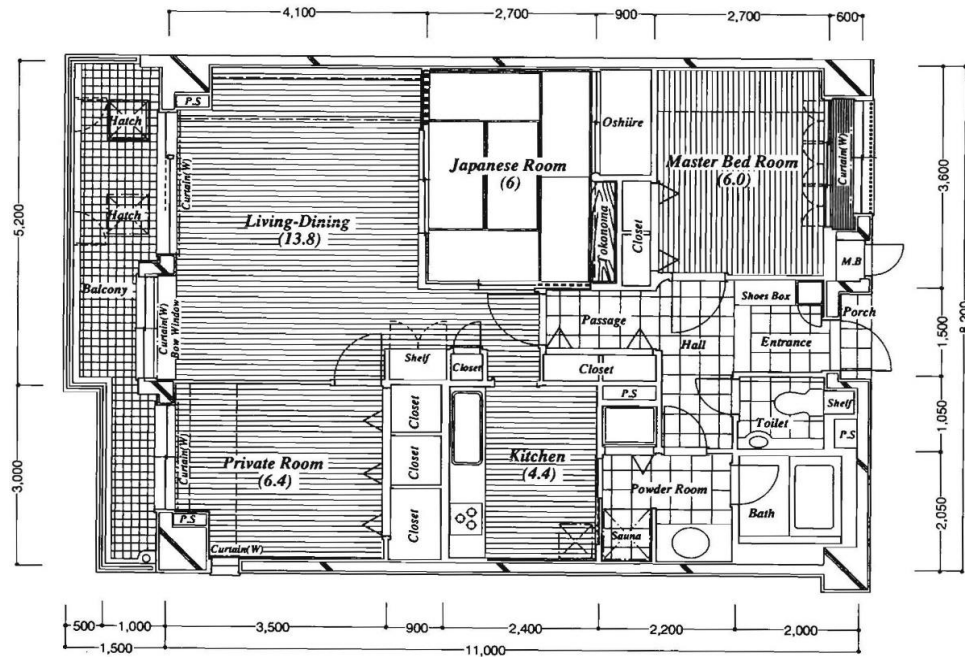 4,100
2,700
900
2,700
600
5,200
3,000
3,600
1,500
1,050
2,050
8,200
P.S
Hatch
Hatch
Curtain(W)
Balcony
Curtain(W)
Bow Window
Living-Dining
(13.8)
Japanese Room
(6)
Oshiire
Tokonoma
Closet
Master Bed Room
(6.0)
Curtain(W)
M.B
Shoes Box
Porch
Passage
Hall
Entrance
Shelf
Closet
Closet
P.S
Toilet
Shelf
P.S
Curtain(W)
Private Room
(6.4)
Closet
Closet
Closet
Kitchen
(4.4)
Powder Room
Bath
Sauna
P.S
Curtain(W)
500
1,000
3,500
900
2,400
2,200
2,000
1,500
11,000